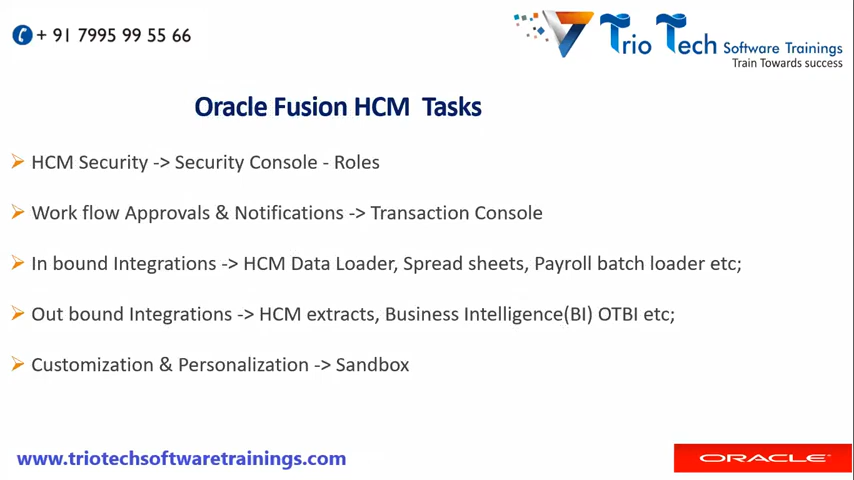 + 91 7995 99 55 66
Trio Tech Software Trainings
Train Towards success
Oracle Fusion HCM Tasks
HCM Security -> Security Console - Roles
Work flow Approvals & Notifications -> Transaction Console
In bound Integrations -> HCM Data Loader, Spread sheets, Payroll batch loader etc;
Out bound Integrations -> HCM extracts, Business Intelligence(BI) OTBI etc;
Customization & Personalization -> Sandbox
www.triotechsoftwaretrainings.com
ORACLE